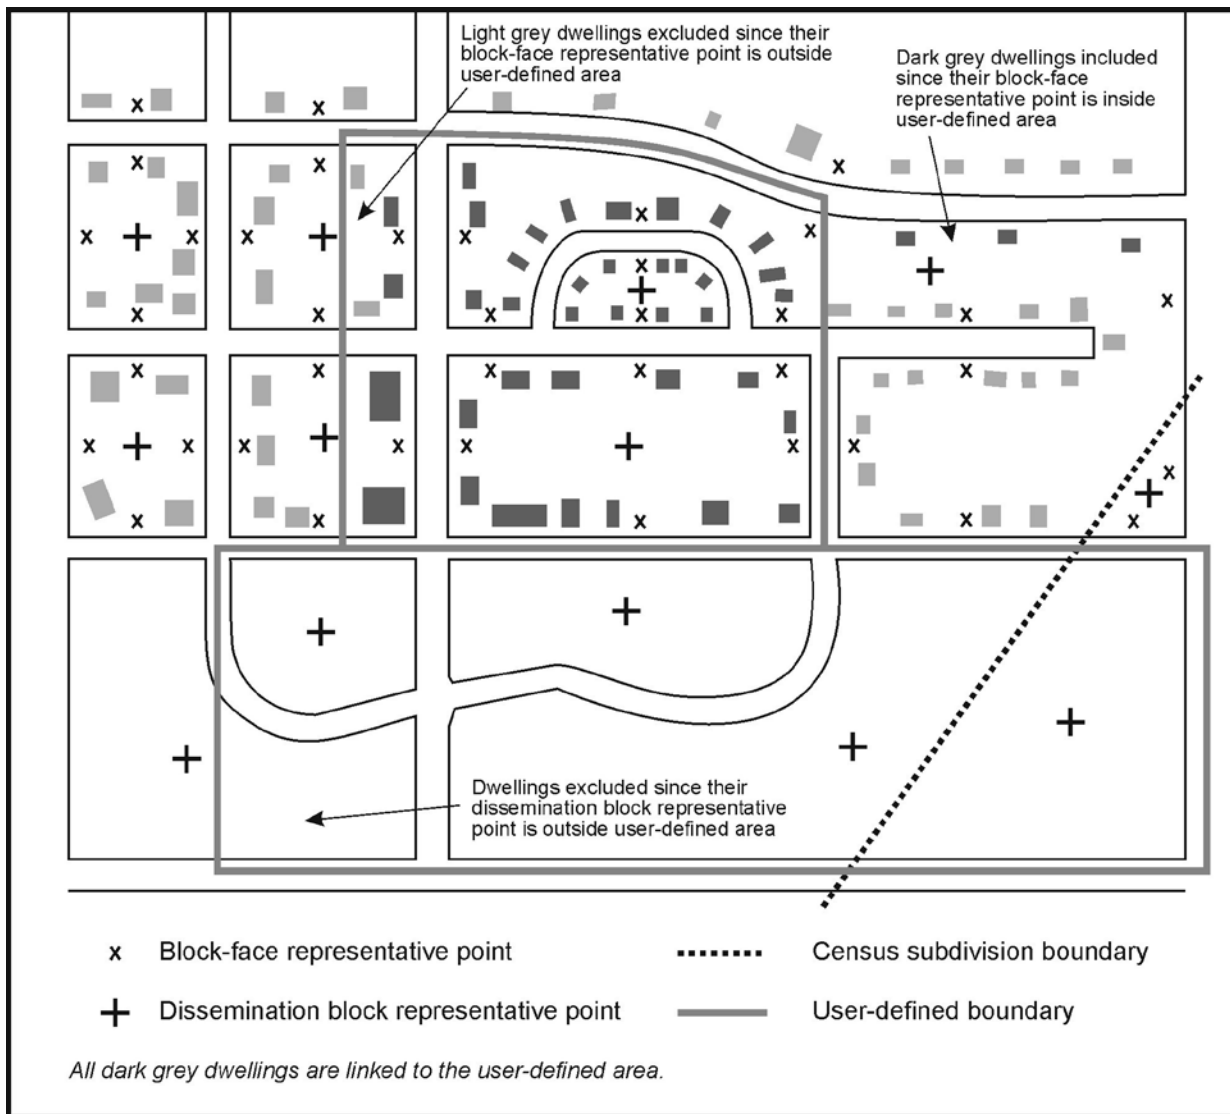 Light grey dwellings excluded since their
block-face representative point is outside
user-defined area
Dark grey dwellings included
since their block-face
representative point is inside
user-defined area
Dwellings excluded since their
dissemination block representative
point is outside user-defined area
x Block-face representative point
Census subdivision boundary
+ Dissemination block representative point
User-defined boundary
All dark grey dwellings are linked to the user-defined area.